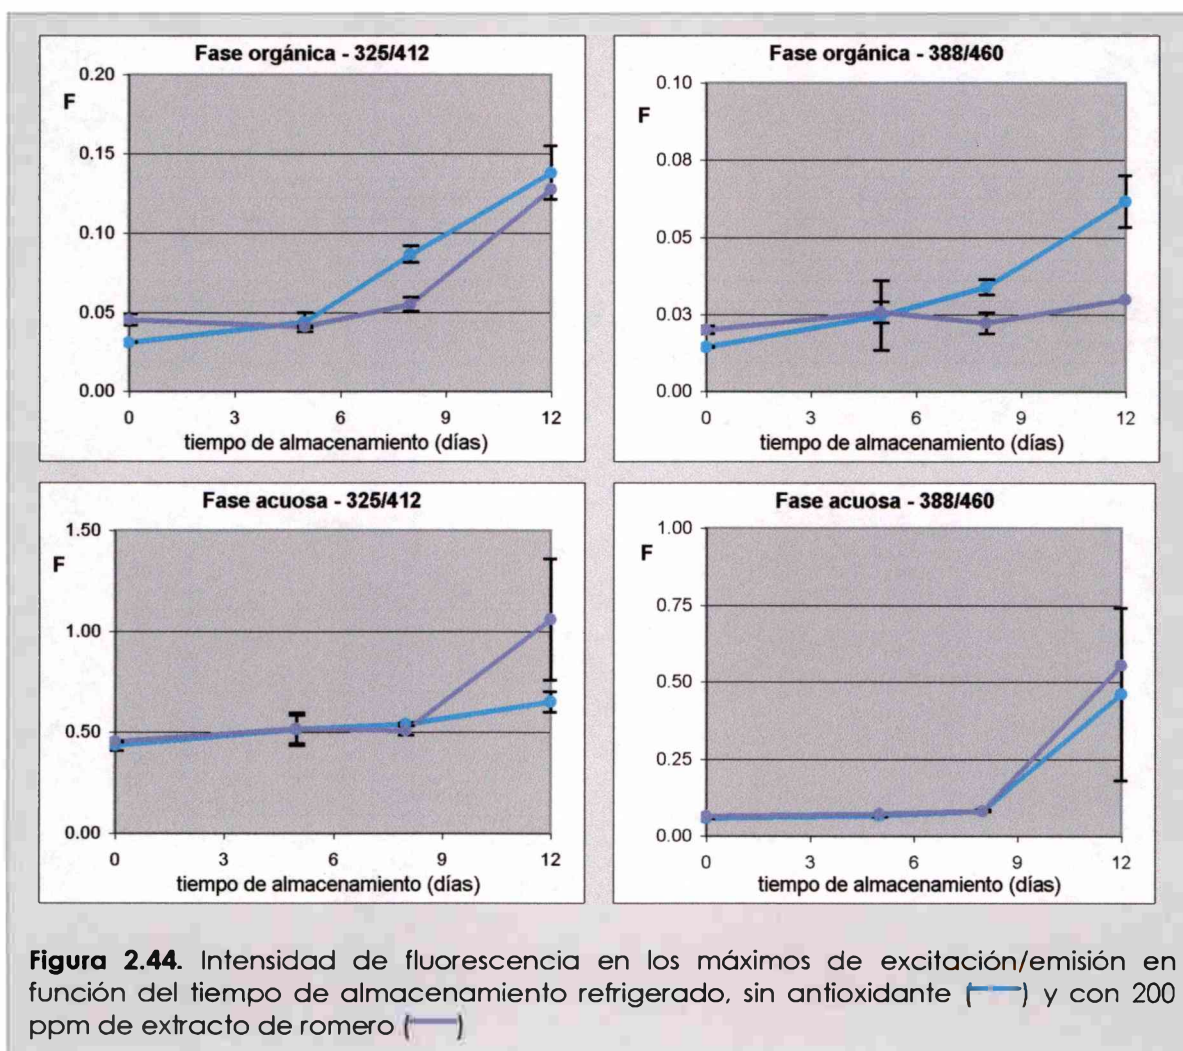 Fase orgánica - 325/412
F
0.20
0.15
0.10
0.05
0.00
0 3 6 9 12
tiempo de almacenamiento (días)
Fase orgánica - 388/460
F
0.10
0.08
0.05
0.03
0.00
0 3 6 9 12
tiempo de almacenamiento (días)
Fase acuosa - 325/412
F
1.50
1.00
0.50
0.00
0 3 6 9 12
tiempo de almacenamiento (días)
Fase acuosa - 388/460
F
1.00
0.75
0.50
0.25
0.00
0 3 6 9 12
tiempo de almacenamiento (días)
Figura 2.44. Intensidad de fluorescencia en los máximos de excitación/emisión en
función del tiempo de almacenamiento refrigerado, sin antioxidante ( ) y con 200
ppm de extracto de romero ( )